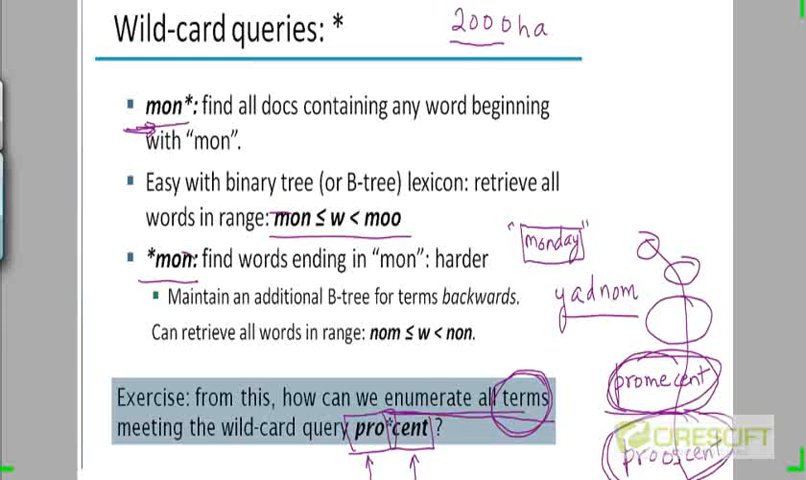 Wild-card queries: *
2000 ha
mon*: find all docs containing any word beginning
with “mon”.
Easy with binary tree (or B-tree) lexicon: retrieve all
words in range: mon ≤ w < moo
"monday"
*mon: find words ending in “mon”: harder
Maintain an additional B-tree for terms backwards.
yadnom
Can retrieve all words in range: nom ≤ w < non.
promecent
Exercise: from this, how can we enumerate all terms
meeting the wild-card query pro*cent ?